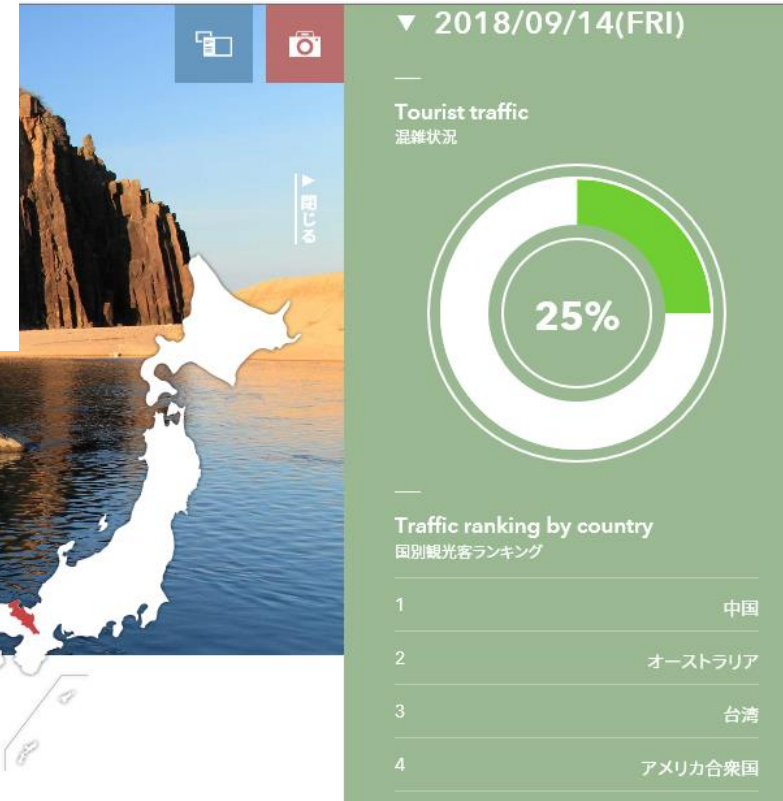 ▶ 閉じる
▼ 2018/09/14(FRI)
Tourist traffic
混雑状況
25%
Traffic ranking by country
国別観光客ランキング
1 中国
2 オーストラリア
3 台湾
4 アメリカ合衆国